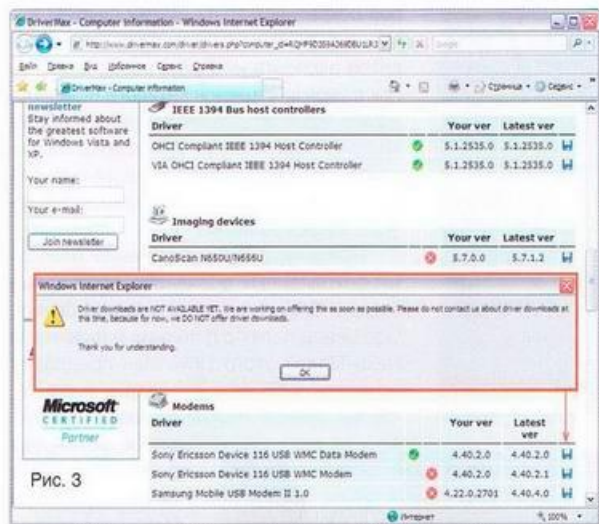 DriverMax - Computer Information - Windows Internet Explorer
Файл Правка Вид Избранное Сервис Справка
DriverMax - Computer Information
Страница Сервис
newsletter
Stay informed about
the greatest software
for Windows Vista and
XP.
Your name:
Your e-mail:
Join newsletter
IEEE 1394 Bus host controllers
Driver Your ver Latest ver
OHCI Compliant IEEE 1394 Host Controller 5.1.2535.0 5.1.2535.0
VIA OHCI Compliant IEEE 1394 Host Controller 5.1.2535.0 5.1.2535.0
Imaging devices
Driver Your ver Latest ver
CanoScan N650U/N656U 5.7.0.0 5.7.1.2
Windows Internet Explorer
Driver downloads are NOT AVAILABLE YET. We are working on offering this as soon as possible. Please do not contact us about driver downloads at
this time, because for now, we DO NOT offer driver downloads.
Thank you for understanding.
OK
Microsoft
CERTIFIED
Partner
Modems
Driver Your ver Latest
ver
Sony Ericsson Device 116 USB WMC Data Modem 4.40.2.0 4.40.2.0
Sony Ericsson Device 116 USB WMC Modem 4.40.2.0 4.40.2.1
Samsung Mobile USB Modem II 1.0 4.22.0.2701 4.40.4.0
Рис. 3
Интернет 100%